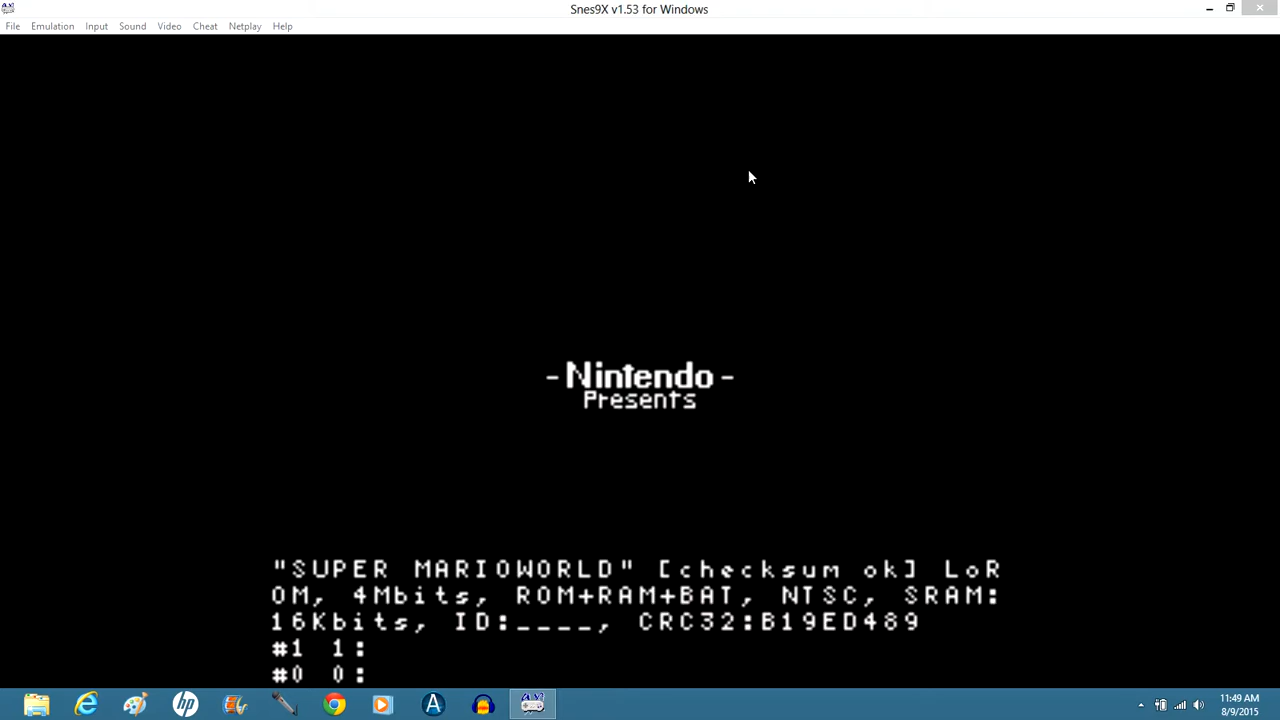 Snes9X v1.53 for Windows
File Emulation Input Sound Video Cheat Netplay Help
-Nintendo-
Presents
"SUPER MARIOWORLD" [checksum ok] LoR
OM, 4Mbits, ROM+RAM+BAT, NTSC, SRAM:
16Kbits, ID:____, CRC32:B19ED489
#1 1:
#0 0:
hp
A
11:49 AM
8/9/2015